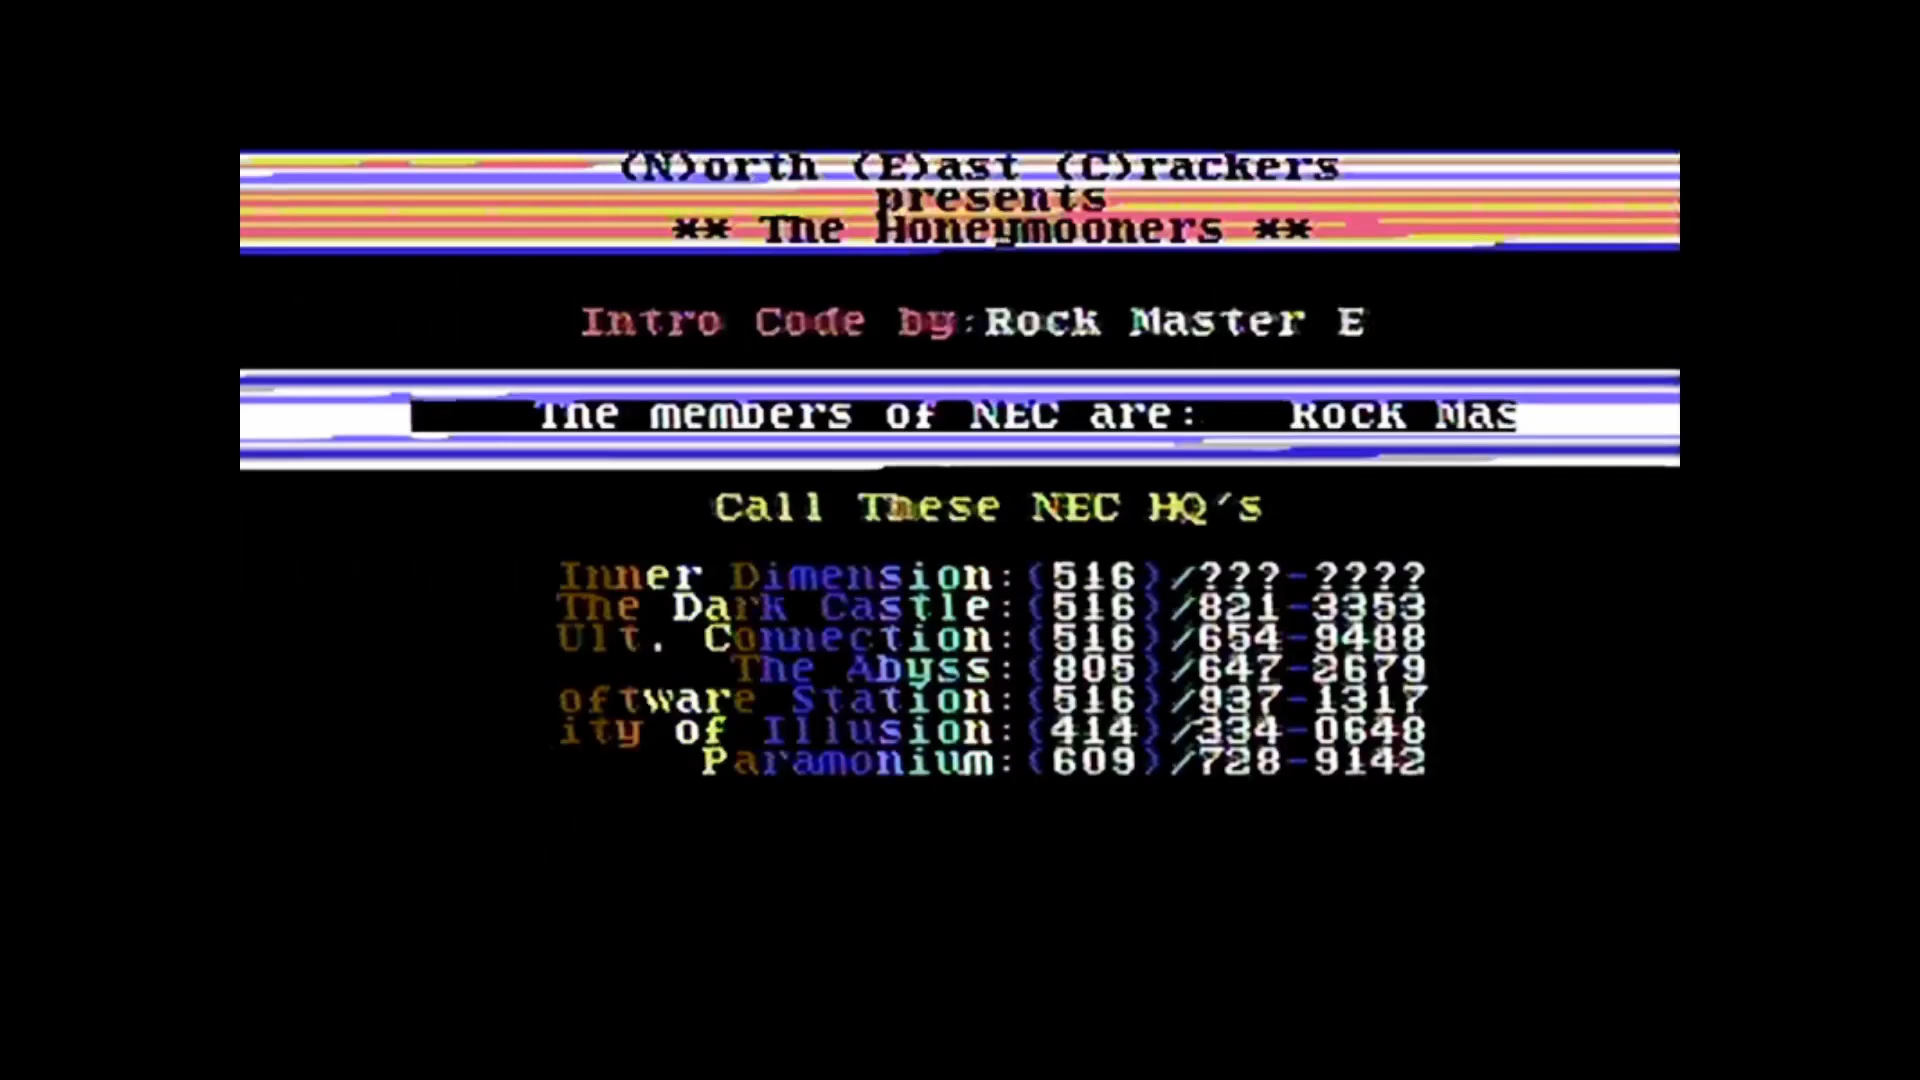 (N)orth (E)ast (C)rackers
presents
** The Honeymooners **
Intro Code by:Rock Master E
The members of NEC are: Rock Mas
Call These NEC HQ's
Inner Dimension:(516)/???-????
The Dark Castle:(516)/821-3353
Ult. Connection:(516)/654-9488
The Abyss:(805)/647-2679
oftware Station:(516)/937-1317
ity of Illusion:(414)/334-0648
Paramonium:(609)/728-9142